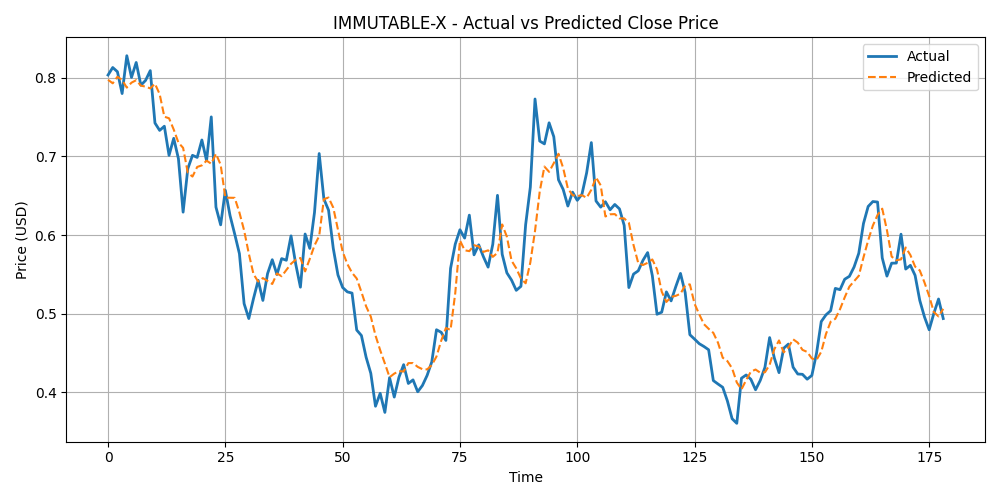 IMMUTABLE-X - Actual vs Predicted Close Price
Actual
Predicted
Price (USD)
0.8
0.7
0.6
0.5
0.4
0 25 50 75 100 125 150 175
Time